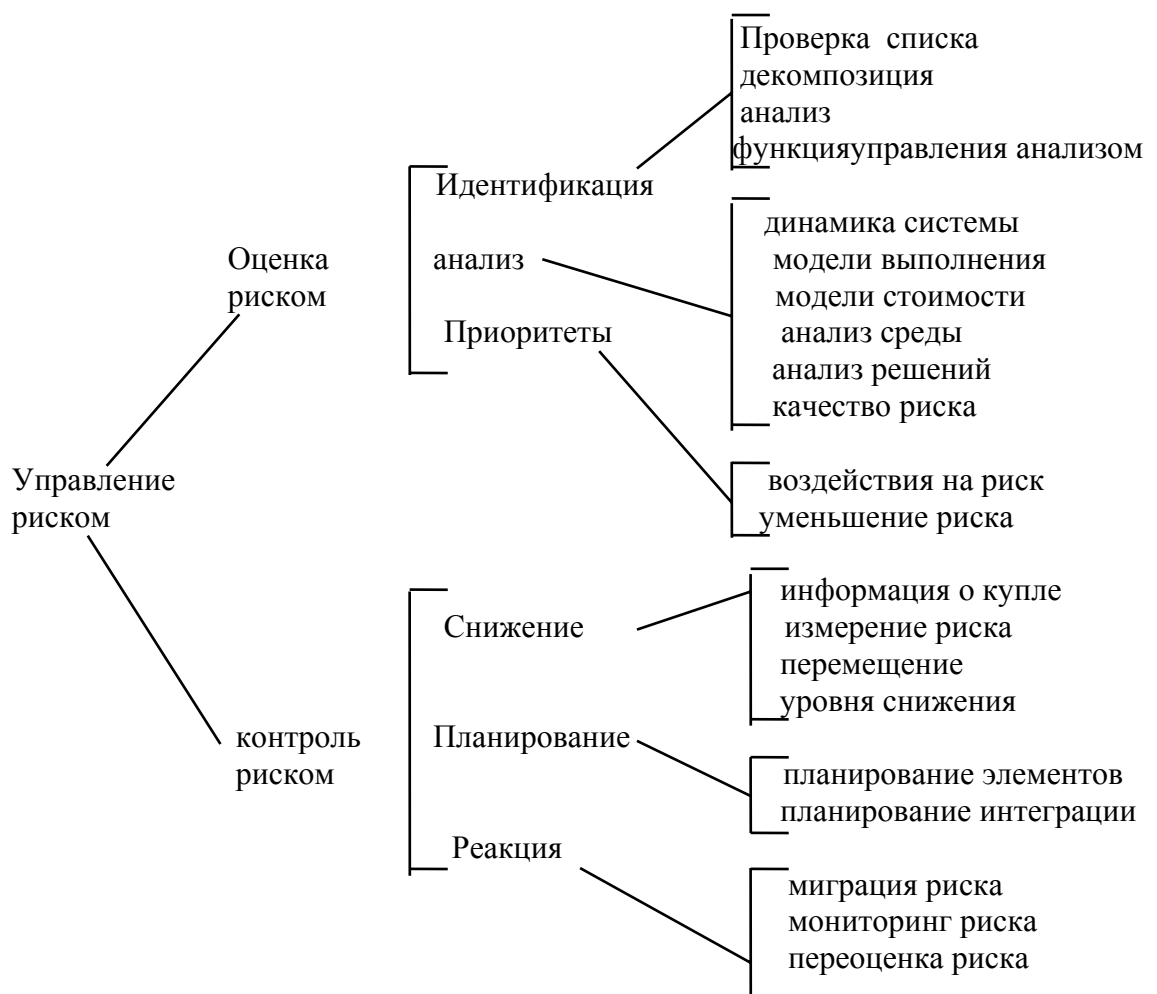 Проверка списка
декомпозиция
анализ
функцияуправления анализом
Идентификация
динамика системы
Оценка
риском
анализ
модели выполнения
модели стоимости
Приоритеты
анализ среды
анализ решений
качество риска
Управление
риском
воздействия на риск
уменьшение риска
информация о купле
Снижение
измерение риска
перемещение
уровня снижения
контроль
риском
Планирование
планирование элементов
планирование интеграции
Реакция
миграция риска
мониторинг риска
переоценка риска